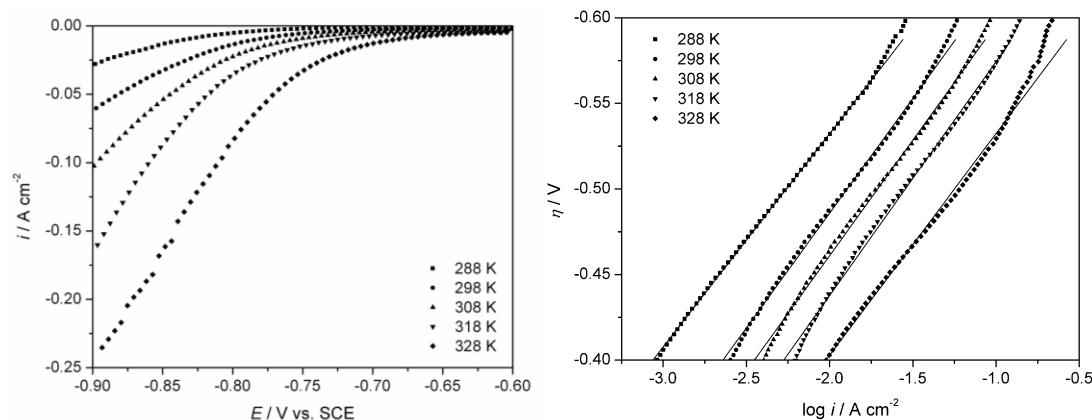 0.00
-0.05
-0.10
-0.15
-0.20
-0.25
i / A cm⁻²
288 K
298 K
308 K
318 K
328 K
-0.90 -0.85 -0.80 -0.75 -0.70 -0.65 -0.60
E / V vs. SCE
-0.60
-0.55
-0.50
-0.45
-0.40
η / V
288 K
298 K
308 K
318 K
328 K
-3.0 -2.5 -2.0 -1.5 -1.0 -0.5
log i / A cm⁻²